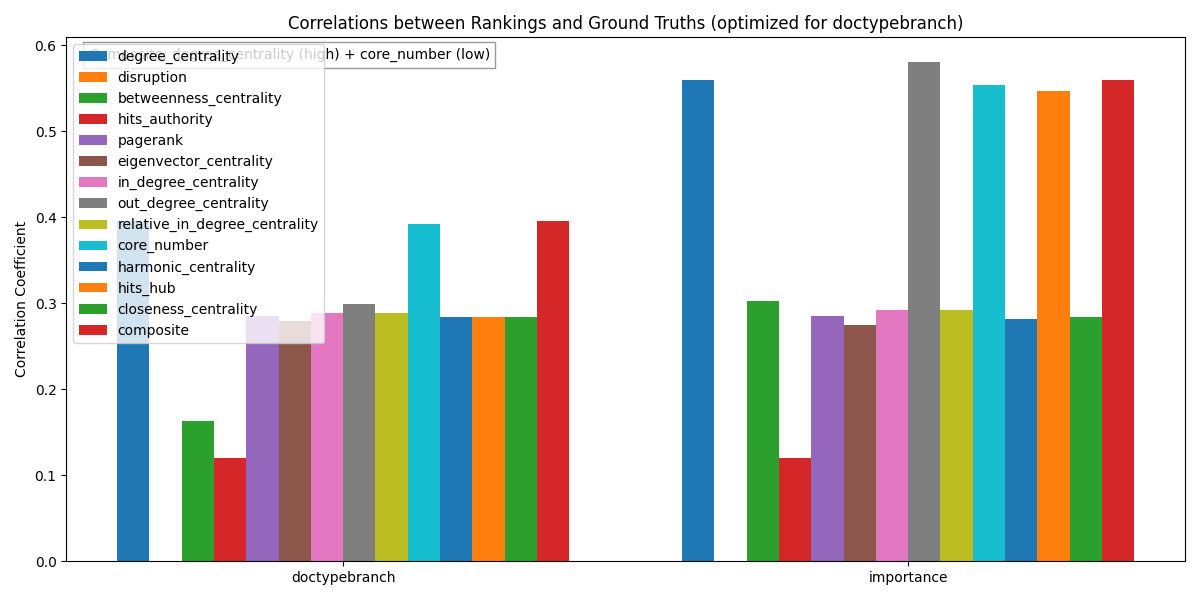 Correlations between Rankings and Ground Truths (optimized for doctypebranch)
Composite: degree_centrality (high) + core_number (low)
degree_centrality
disruption
betweenness_centrality
hits_authority
pagerank
eigenvector_centrality
in_degree_centrality
out_degree_centrality
relative_in_degree_centrality
core_number
harmonic_centrality
hits_hub
closeness_centrality
composite
Correlation Coefficient
0.6
0.5
0.4
0.3
0.2
0.1
0.0
doctypebranch
importance